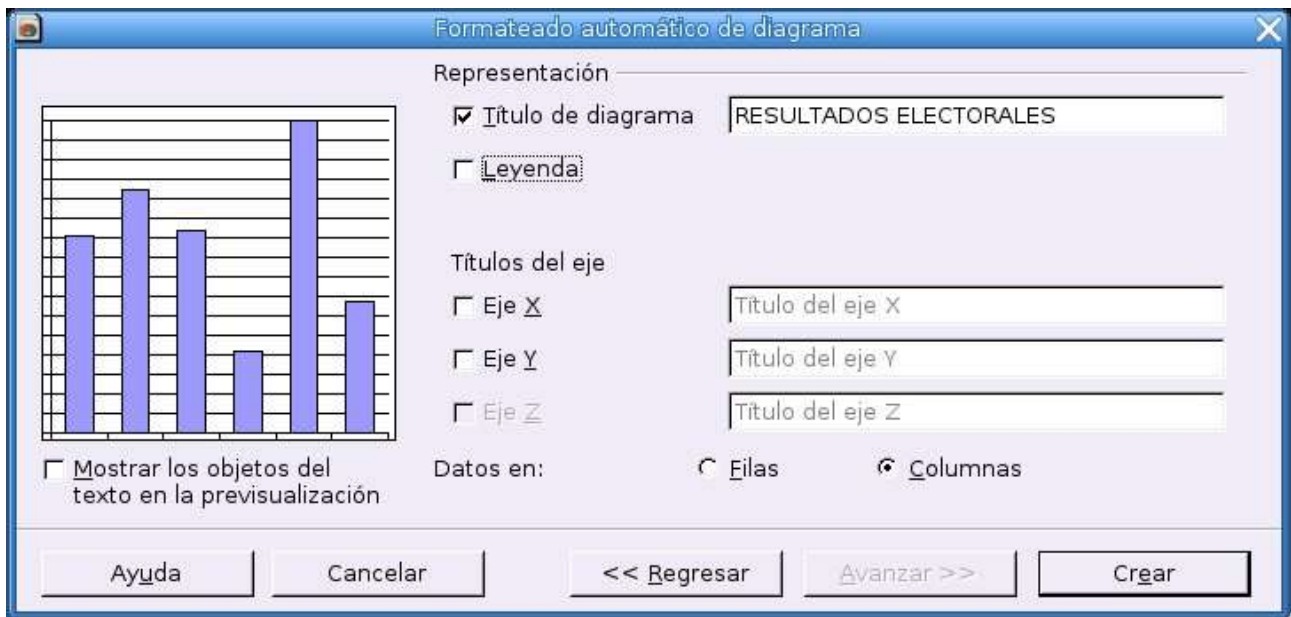 Formateado automático de diagrama
Representación
Título de diagrama
RESULTADOS ELECTORALES
Leyenda
Títulos del eje
Eje X
Título del eje X
Eje Y
Título del eje Y
Eje Z
Título del eje Z
Mostrar los objetos del
texto en la previsualización
Datos en:
Filas
Columnas
Ayuda
Cancelar
<< Regresar
Avanzar >>
Crear